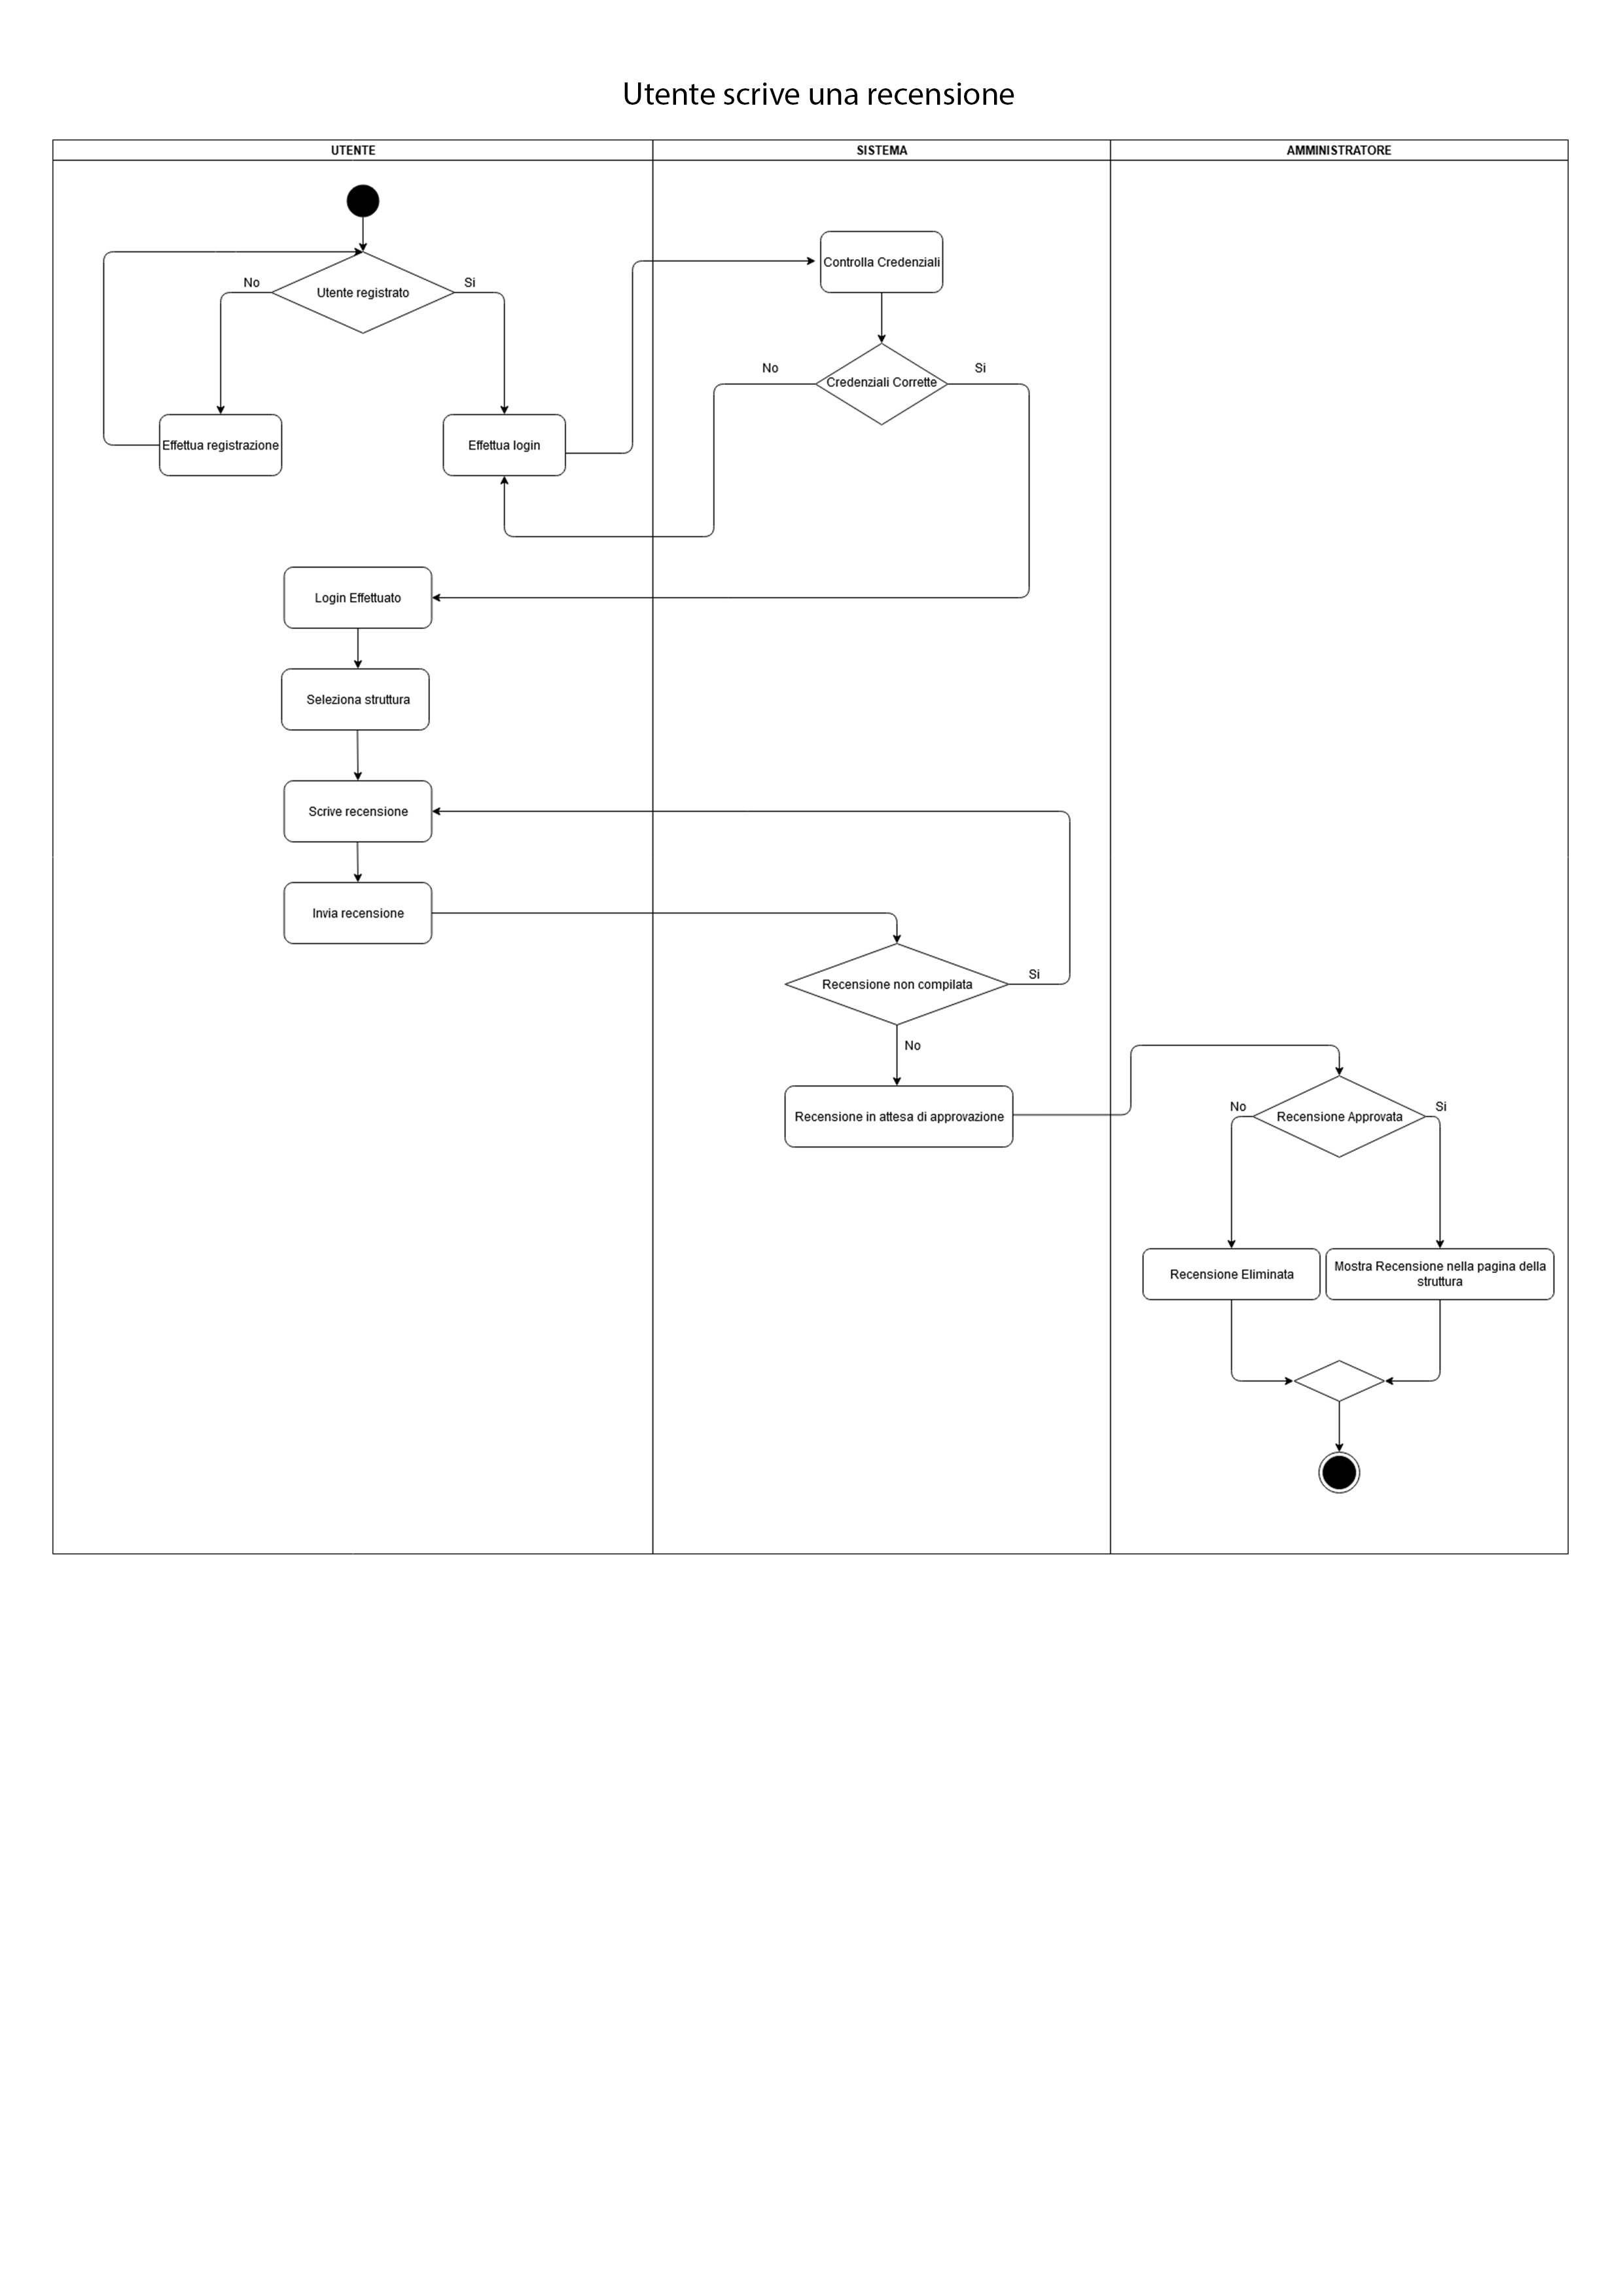 Utente scrive una recensione
UTENTE
SISTEMA
AMMINISTRATORE
Controlla Credenziali
No
Utente registrato
Si
No
Credenziali Corrette
Si
Effettua registrazione
Effettua login
Login Effettuato
Seleziona struttura
Scrive recensione
Invia recensione
Recensione non compilata
Si
No
Recensione in attesa di approvazione
No
Recensione Approvata
Si
Recensione Eliminata
Mostra Recensione nella pagina della
struttura